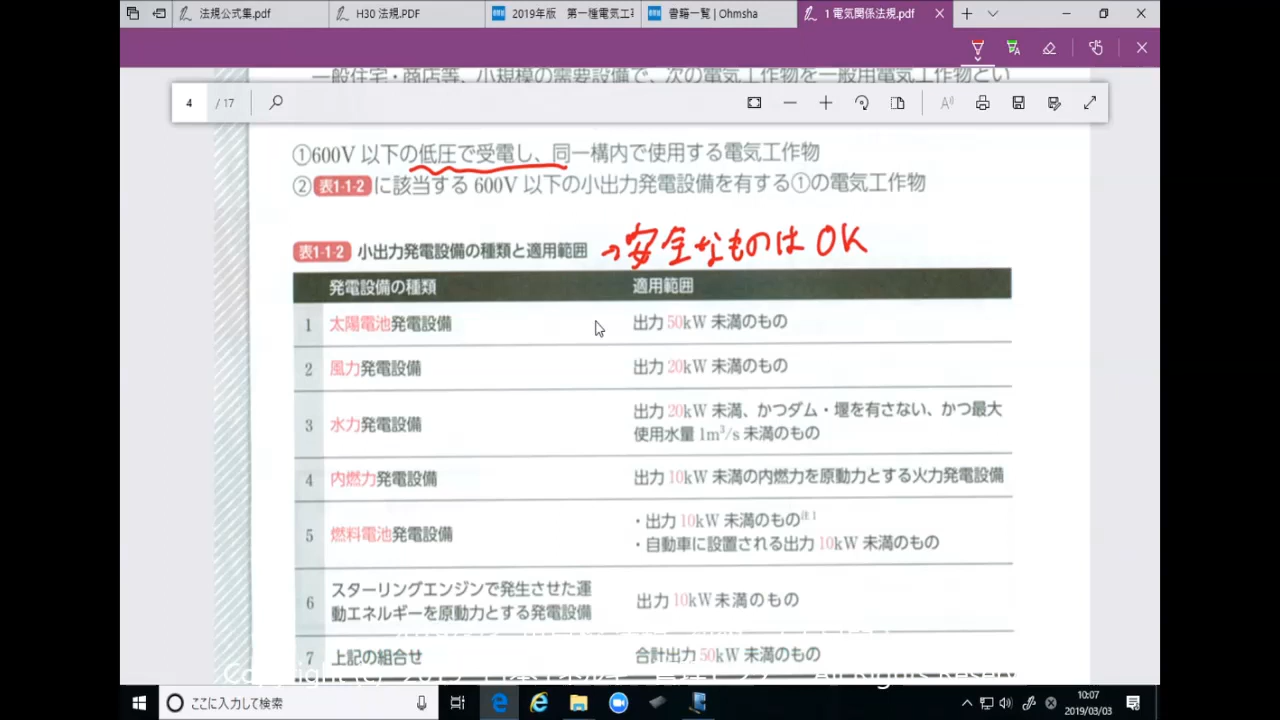 法規公式集.pdf
H30 法規.PDF
2019年版 第一種電気工事
書籍一覧 | Ohmsha
1 電気関係法規.pdf
一般住宅・商店等、小規模の需要設備で、次の電気工作物を一般用電気工作物とい
4 / 17
①600V 以下の低圧で受電し、同一構内で使用する電気工作物
②表1-1-2に該当する 600V 以下の小出力発電設備を有する①の電気工作物
表1-1-2 小出力発電設備の種類と適用範囲 →安全なものはOK
発電設備の種類 適用範囲
1 太陽電池発電設備 出力 50kW 未満のもの
2 風力発電設備 出力 20kW 未満のもの
3 水力発電設備 出力 20kW 未満、かつダム・堰を有さない、かつ最大
使用水量 1m³/s 未満のもの
4 内燃力発電設備 出力 10kW 未満の内燃力を原動力とする火力発電設備
5 燃料電池発電設備 ・出力 10kW 未満のもの注1
・自動車に設置される出力 10kW 未満のもの
6 スターリングエンジンで発生させた運
動エネルギーを原動力とする発電設備 出力 10kW未満のもの
7 上記の組合せ 合計出力 50kW 未満のもの
Copyright (c) 2019
All Rights Reserv
ここに入力して検索
10:07
2019/03/03